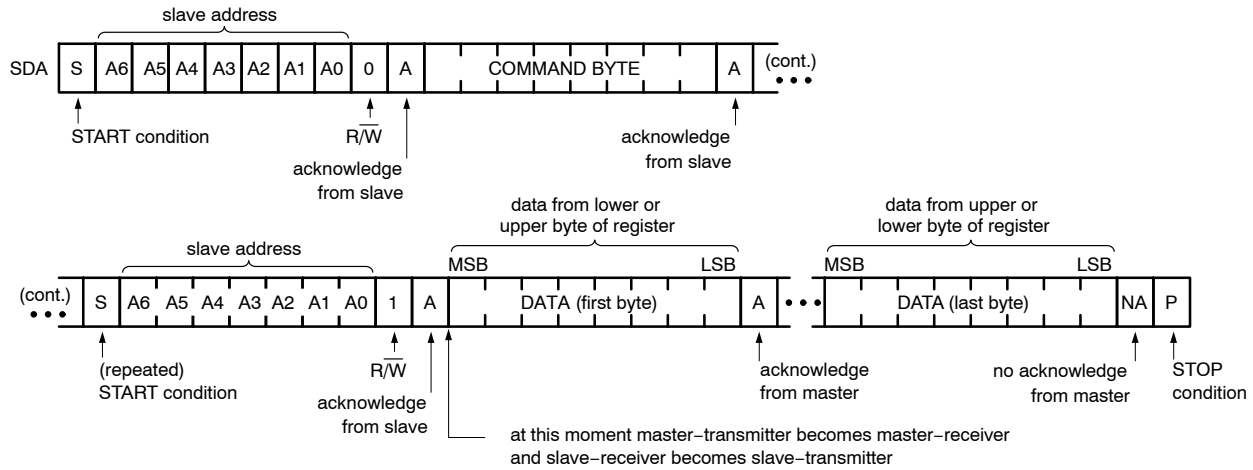 slave address
SDA S A6 A5 A4 A3 A2 A1 A0 0 A COMMAND BYTE A (cont.)
START condition
R/W̅
acknowledge
from slave
acknowledge
from slave
data from lower or
upper byte of register
data from upper or
lower byte of register
slave address
MSB LSB MSB LSB
(cont.) S A6 A5 A4 A3 A2 A1 A0 1 A DATA (first byte) A DATA (last byte) NA P
(repeated)
START condition
R/W̅
acknowledge
from slave
acknowledge
from master
no acknowledge
from master
STOP
condition
at this moment master−transmitter becomes master−receiver
and slave−receiver becomes slave−transmitter